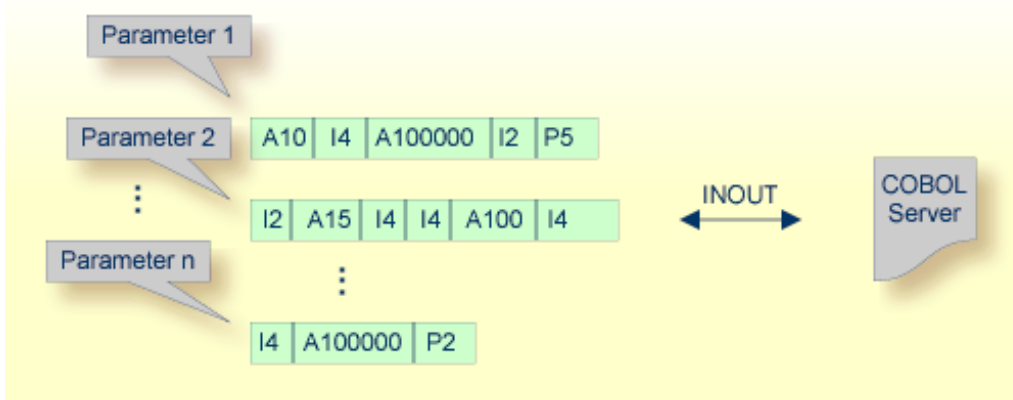 Parameter 1
Parameter 2
A10 I4 A100000 I2 P5
I2 A15 I4 I4 A100 I4
Parameter n
I4 A100000 P2
INOUT
COBOL
Server